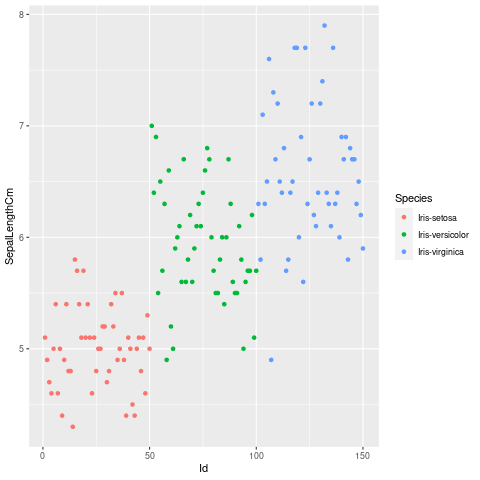 8
7
6
5
SepalLengthCm
0
50
100
150
Id
Species
Iris-setosa
Iris-versicolor
Iris-virginica